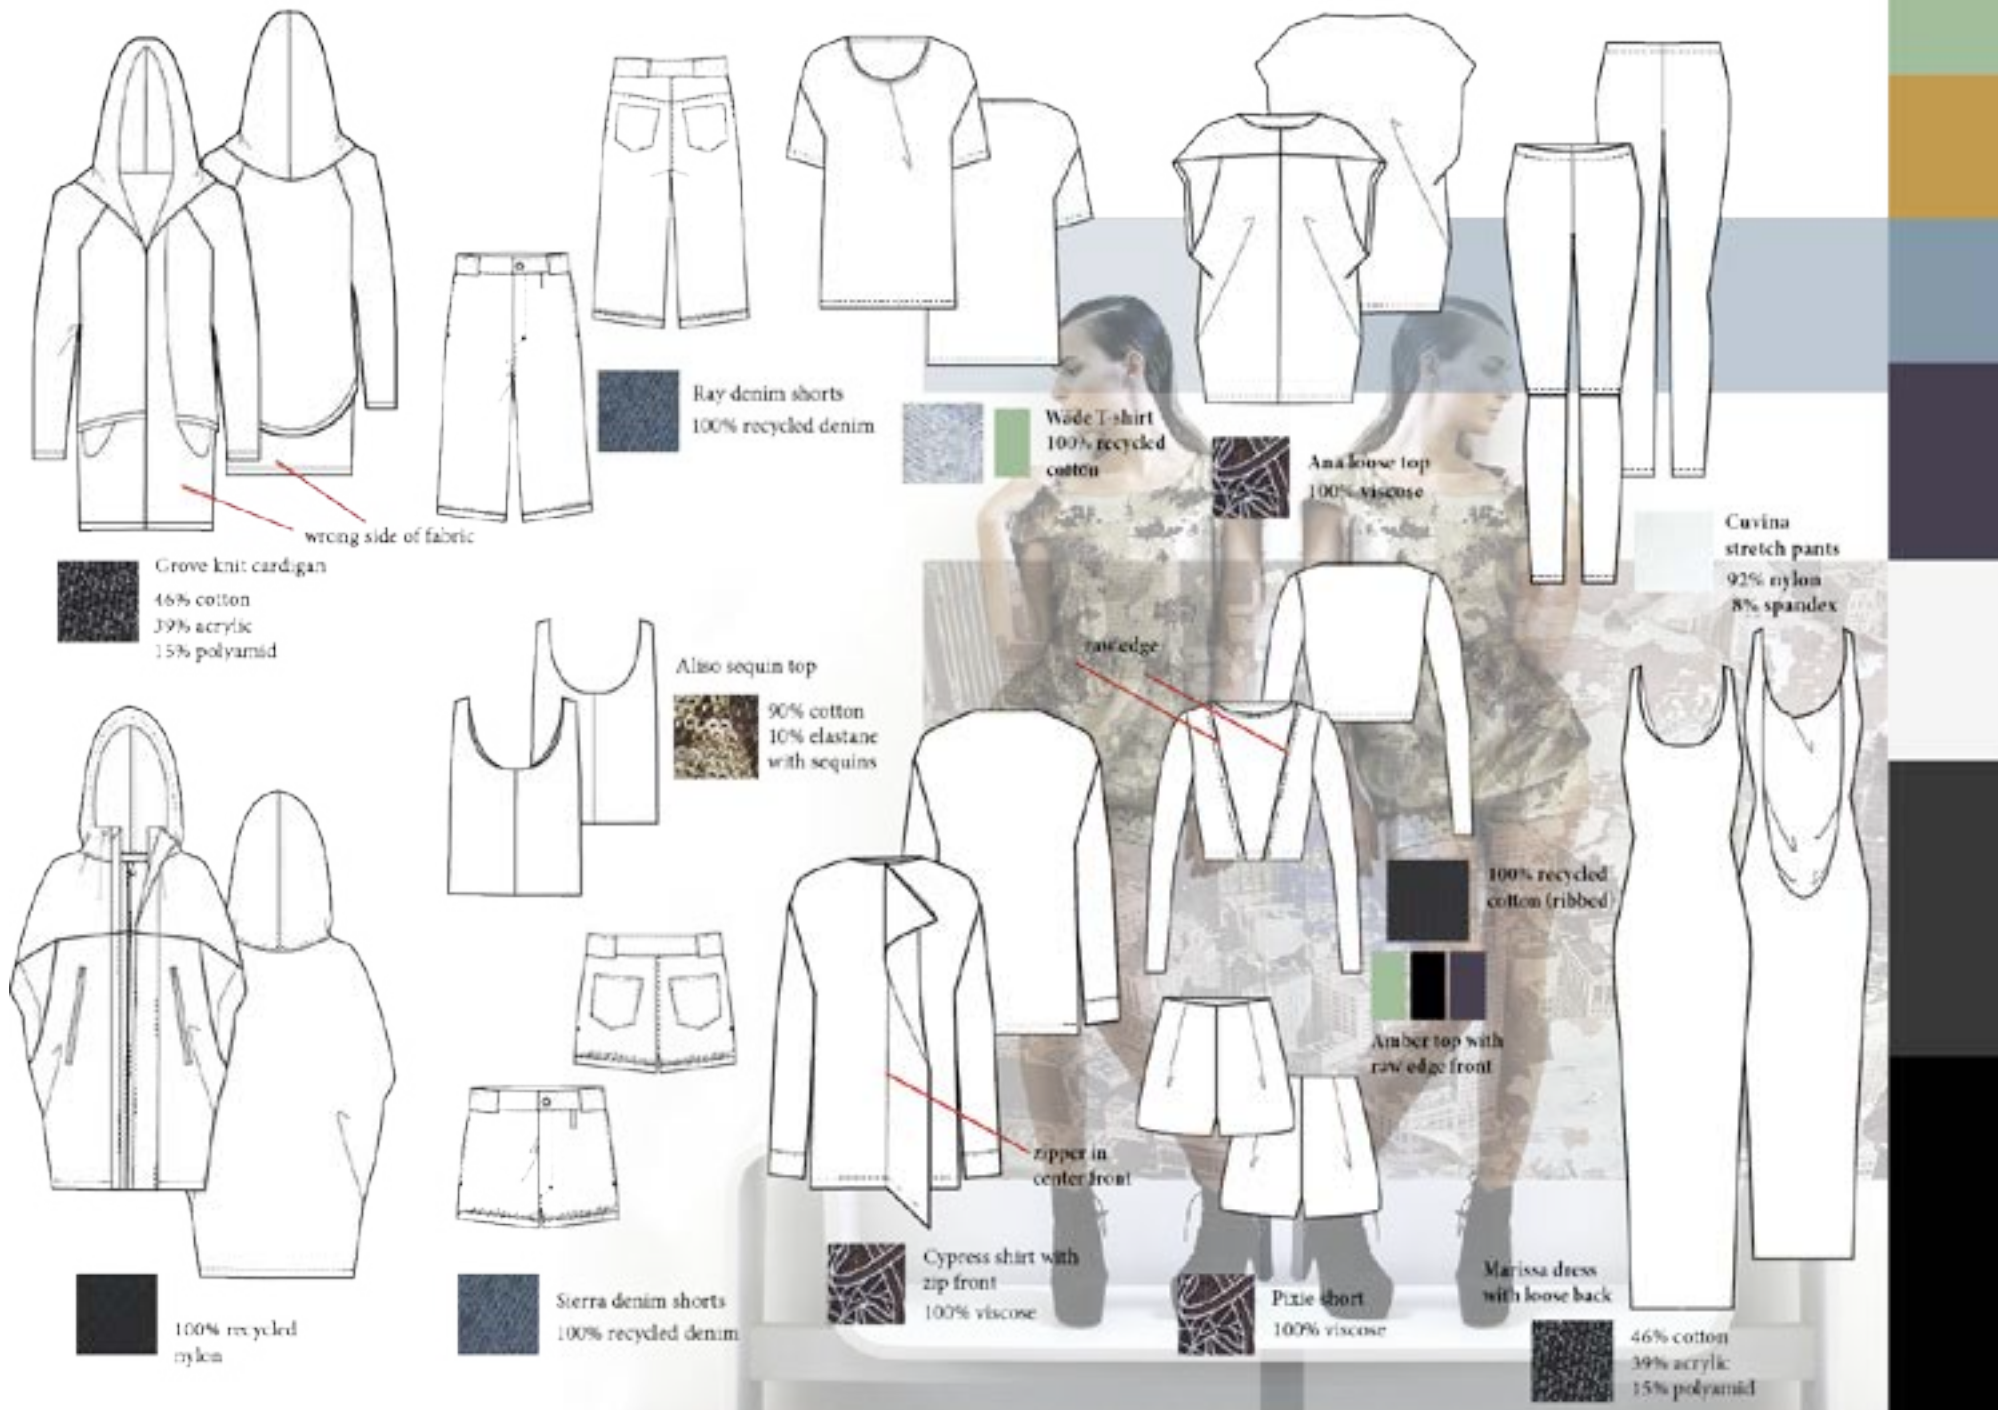 Ray denim shorts
100% recycled denim
Wade T-shirt
100% recycled
cotton
Ana loose top
100% viscose
Cuvina
stretch pants
92% nylon
8% spandex
wrong side of fabric
Grove knit cardigan
46% cotton
39% acrylic
15% polyamid
Aliso sequin top
90% cotton
10% elastane
with sequins
raw edge
100% recycled
cotton (ribbed)
Amber top with
raw edge front
zipper in
center front
100% recycled
nylon
Sierra denim shorts
100% recycled denim
Cypress shirt with
zip front
100% viscose
Pixie short
100% viscose
Marissa dress
with loose back
46% cotton
39% acrylic
15% polyamid